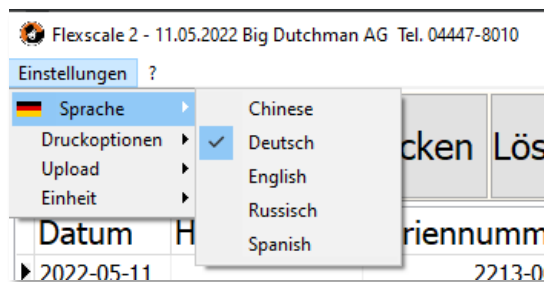 Flexscale 2 - 11.05.2022 Big Dutchman AG Tel. 04447-8010
Einstellungen ?
Sprache
Druckoptionen
Upload
Einheit
Chinese
Deutsch
English
Russisch
Spanish
cken Lös
Datum H riennumm
2022-05-11 2213-0